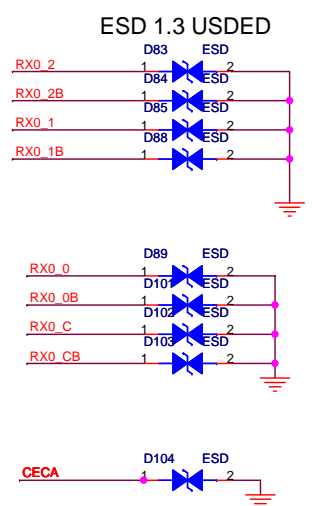 ESD 1.3 USDED
D83 ESD
RX0_2 1 2
D84 ESD
RX0_2B 1 2
D85 ESD
RX0_1 1 2
D88 ESD
RX0_1B 1 2
D89 ESD
RX0_0 1 2
D101 ESD
RX0_0B 1 2
D102 ESD
RX0_C 1 2
D103 ESD
RX0_CB 1 2
D104 ESD
CECA 1 2